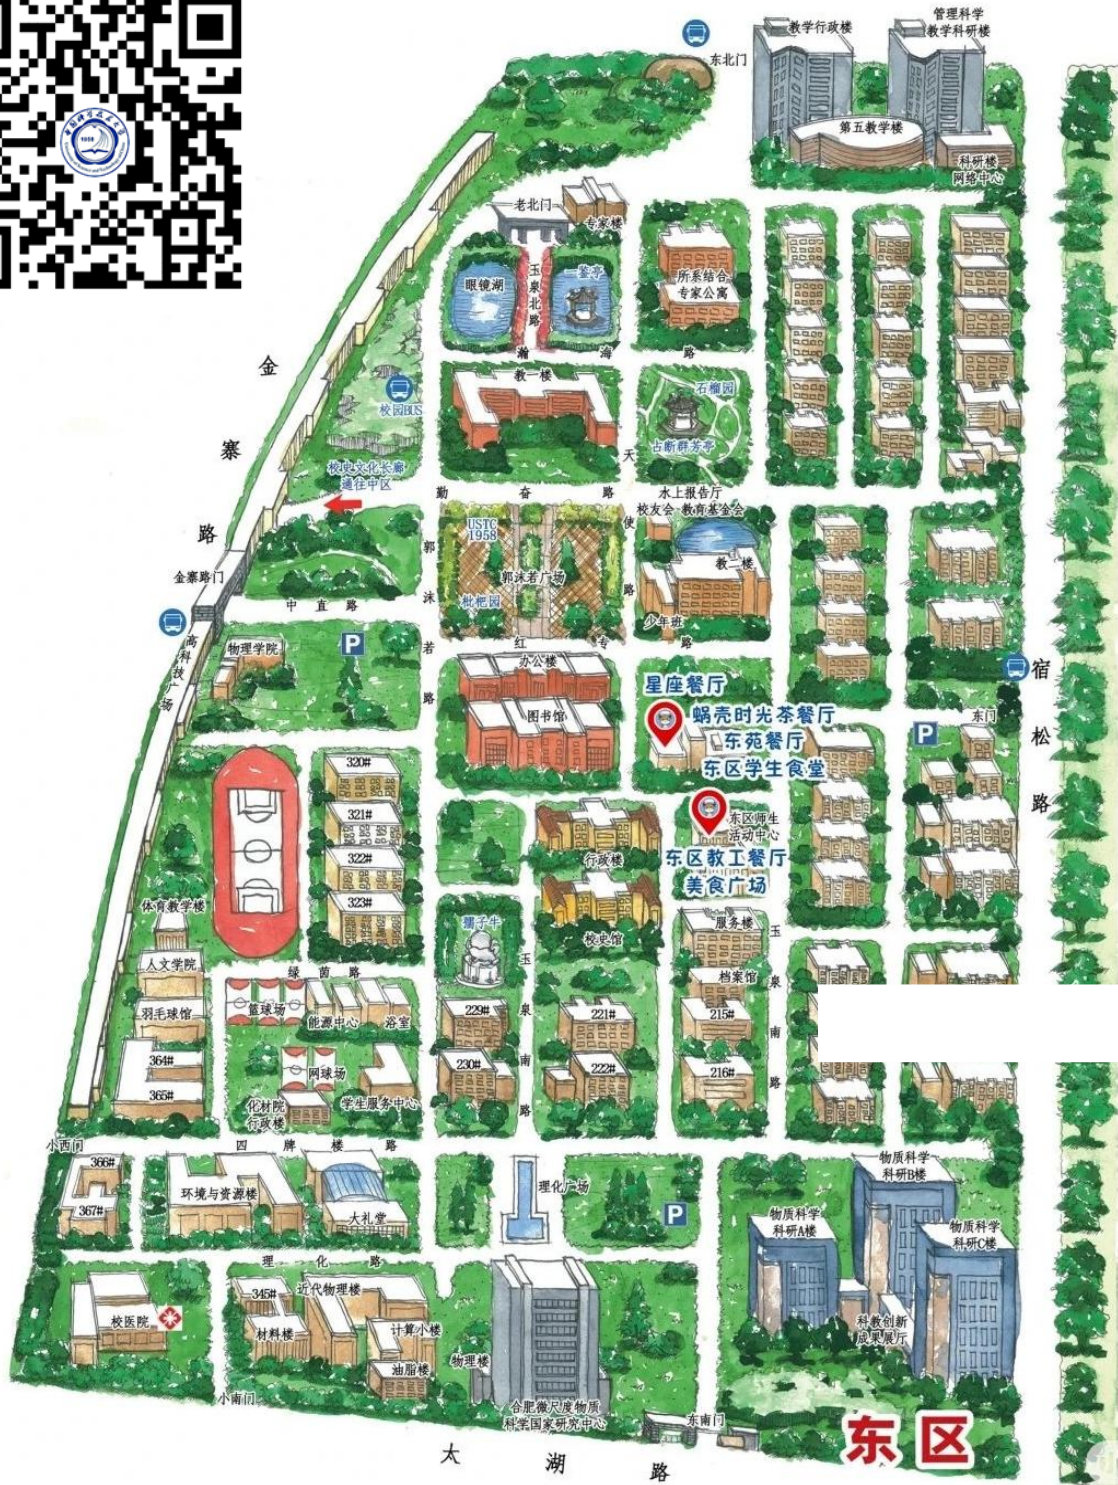 中国科学技术大学
1958
教学行政楼
管理科学
教学科研楼
东北门
第五教学楼
科研楼
网络中心
老北门
专家楼
眼镜湖
玉泉北路
一鉴亭
所系结合
专家公寓
瀚海路
金寨路
教一楼
石榴园
古断群芳亭
校园BUS
校史文化长廊
通往中区
天使路
勤奋路
水上报告厅
校友会 教育基金会
USTC
1958
郭沫若广场
枇杷园
郭沫若路
教二楼
少年班
金寨路门
中直路
高科技广场
物理学院
P
红专路
办公楼
图书馆
星座餐厅
蜗壳时光茶餐厅
东苑餐厅
东区学生食堂
宿松路
东门
P
320#
321#
322#
323#
行政楼
东区师生
活动中心
东区教工餐厅
美食广场
体育教学楼
孺子牛
校史馆
服务楼
玉泉南路
档案馆
玉泉南路
人文学院
绿茵路
羽毛球馆
篮球场
能源中心
浴室
229#
221#
215#
364#
365#
网球场
230#
222#
216#
化材院
行政楼
学生服务中心
小西门
四牌楼路
366#
367#
环境与资源楼
大礼堂
理化广场
P
物质科学
科研B楼
物质科学
科研A楼
物质科学
科研C楼
理化路
校医院
345#
近代物理楼
材料楼
计算小楼
油脂楼
物理楼
科教创新
成果展厅
小南门
合肥微尺度物质
科学国家研究中心
东南门
东区
太湖路